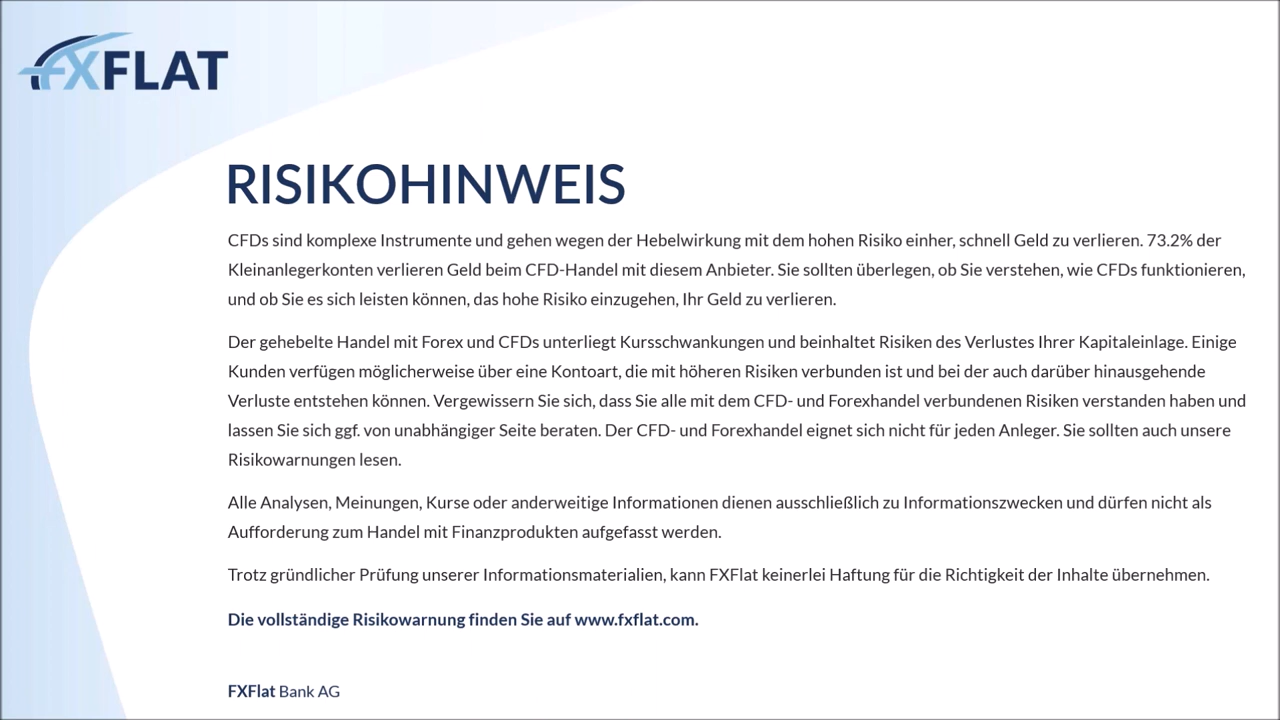 FXFLAT
RISIKOHINWEIS
CFDs sind komplexe Instrumente und gehen wegen der Hebelwirkung mit dem hohen Risiko einher, schnell Geld zu verlieren. 73.2% der
Kleinanlegerkonten verlieren Geld beim CFD-Handel mit diesem Anbieter. Sie sollten überlegen, ob Sie verstehen, wie CFDs funktionieren,
und ob Sie es sich leisten können, das hohe Risiko einzugehen, Ihr Geld zu verlieren.
Der gehebelte Handel mit Forex und CFDs unterliegt Kursschwankungen und beinhaltet Risiken des Verlustes Ihrer Kapitaleinlage. Einige
Kunden verfügen möglicherweise über eine Kontoart, die mit höheren Risiken verbunden ist und bei der auch darüber hinausgehende
Verluste entstehen können. Vergewissern Sie sich, dass Sie alle mit dem CFD- und Forexhandel verbundenen Risiken verstanden haben und
lassen Sie sich ggf. von unabhängiger Seite beraten. Der CFD- und Forexhandel eignet sich nicht für jeden Anleger. Sie sollten auch unsere
Risikowarnungen lesen.
Alle Analysen, Meinungen, Kurse oder anderweitige Informationen dienen ausschließlich zu Informationszwecken und dürfen nicht als
Aufforderung zum Handel mit Finanzprodukten aufgefasst werden.
Trotz gründlicher Prüfung unserer Informationsmaterialien, kann FXFlat keinerlei Haftung für die Richtigkeit der Inhalte übernehmen.
Die vollständige Risikowarnung finden Sie auf www.fxflat.com.
FXFlat Bank AG